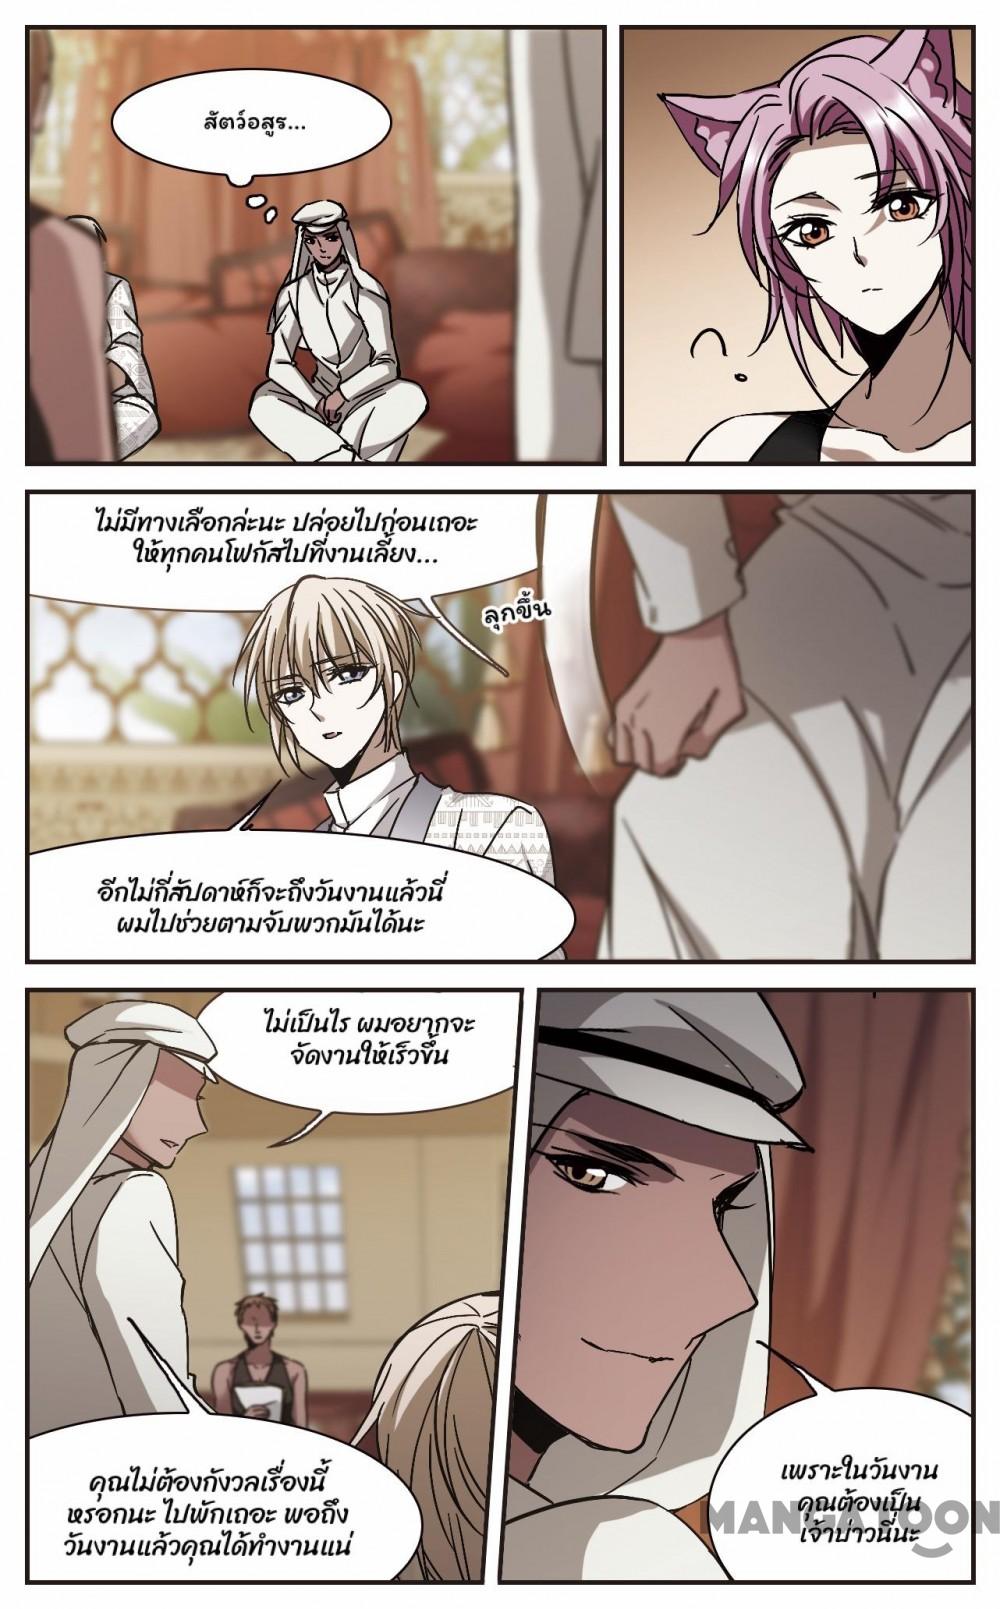 สัตว์อสูร...
ไม่มีทางเลือกล่ะนะ ปล่อยไปก่อนเถอะ
ให้ทุกคนโฟกัสไปที่งานเลี้ยง...
ลุกขึ้น
อีกไม่กี่สัปดาห์ก็จะถึงวันงานแล้วนี่
ผมไปช่วยตามจับพวกมันได้นะ
ไม่เป็นไร ผมอยากจะ
จัดงานให้เร็วขึ้น
คุณไม่ต้องกังวลเรื่องนี้
หรอกนะ ไปพักเถอะ พอถึง
วันงานแล้วคุณได้ทำงานแน่
เพราะในวันงาน
คุณต้องเป็น
เจ้าบ่าวนี่นะ
MANGATOON